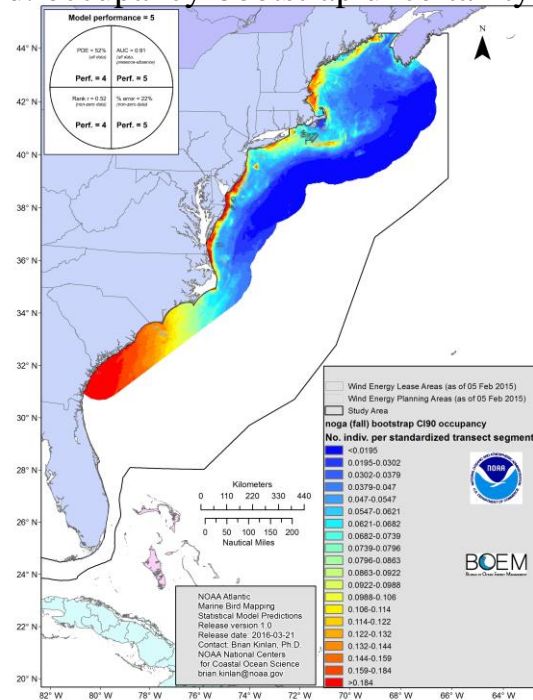 Model performance = 5
PDE = 52%
(all data)
Perf. = 4
AUC = 0.91
(all data,
presence-absence)
Perf. = 5
Rank r = 0.52
(non-zero data)
Perf. = 4
% error = 22%
(non-zero data)
Perf. = 5
44° N
42° N
40° N
38° N
36° N
34° N
32° N
30° N
28° N
26° N
24° N
22° N
20° N
N
Kilometers
0 110 220 330 440
0 50 100 150 200
Nautical Miles
NOAA Atlantic
Marine Bird Mapping
Statistical Model Predictions
Release version 1.0
Release date: 2016-03-21
Contact: Brian Kinlan, Ph.D.
NOAA National Centers
for Coastal Ocean Science
brian.kinlan@noaa.gov
Wind Energy Lease Areas (as of 05 Feb 2015)
Wind Energy Planning Areas (as of 05 Feb 2015)
Study Area
noga (fall) bootstrap CI90 occupancy
No. indiv. per standardized transect segment
<0.0195
0.0195-0.0302
0.0302-0.0379
0.0379-0.047
0.047-0.0547
0.0547-0.0621
0.0621-0.0682
0.0682-0.0739
0.0739-0.0796
0.0796-0.0863
0.0863-0.0922
0.0922-0.0988
0.0988-0.106
0.106-0.114
0.114-0.122
0.122-0.132
0.132-0.144
0.144-0.159
0.159-0.184
>0.184
NOAA
BOEM
Bureau of Ocean Energy Management
82° W 80° W 78° W 76° W 74° W 72° W 70° W 68° W 66° W 64° W 62° W